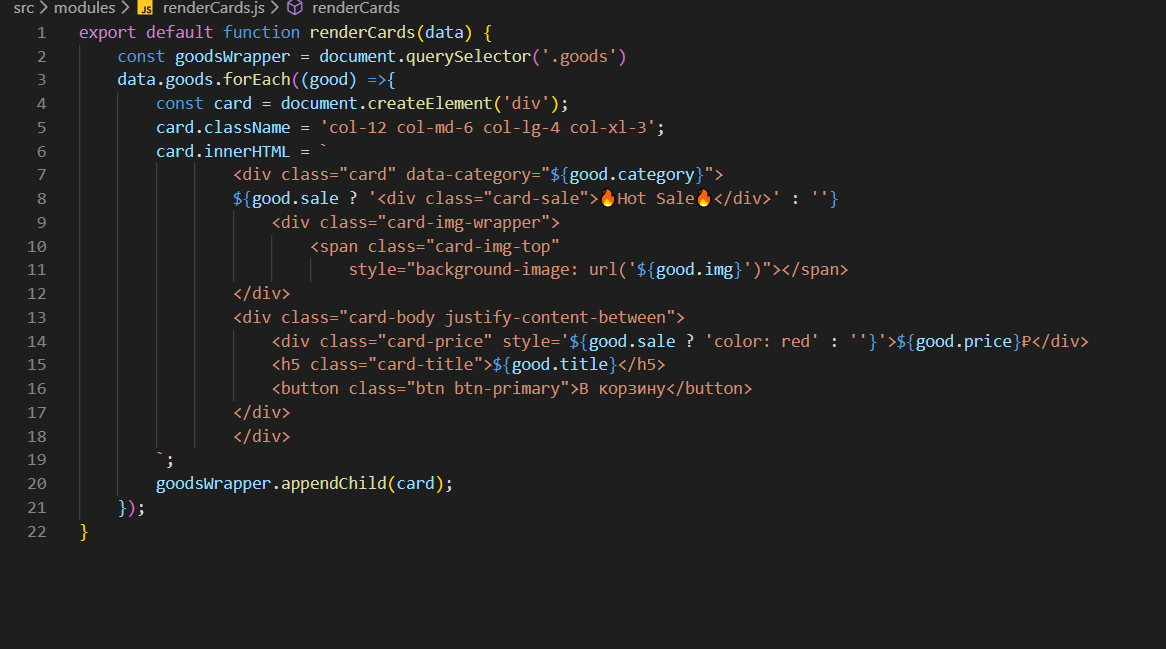 src > modules > JS renderCards.js > renderCards
1 export default function renderCards(data) {
2 const goodsWrapper = document.querySelector('.goods')
3 data.goods.forEach((good) =>{
4 const card = document.createElement('div');
5 card.className = 'col-12 col-md-6 col-lg-4 col-xl-3';
6 card.innerHTML = `
7 <div class="card" data-category="${good.category}">
8 ${good.sale ? '<div class="card-sale">🔥Hot Sale🔥</div>' : ''}
9 <div class="card-img-wrapper">
10 <span class="card-img-top"
11 style="background-image: url('${good.img}')"></span>
12 </div>
13 <div class="card-body justify-content-between">
14 <div class="card-price" style='${good.sale ? 'color: red' : ''}'>${good.price}₽</div>
15 <h5 class="card-title">${good.title}</h5>
16 <button class="btn btn-primary">В корзину</button>
17 </div>
18 </div>
19 `;
20 goodsWrapper.appendChild(card);
21 });
22 }